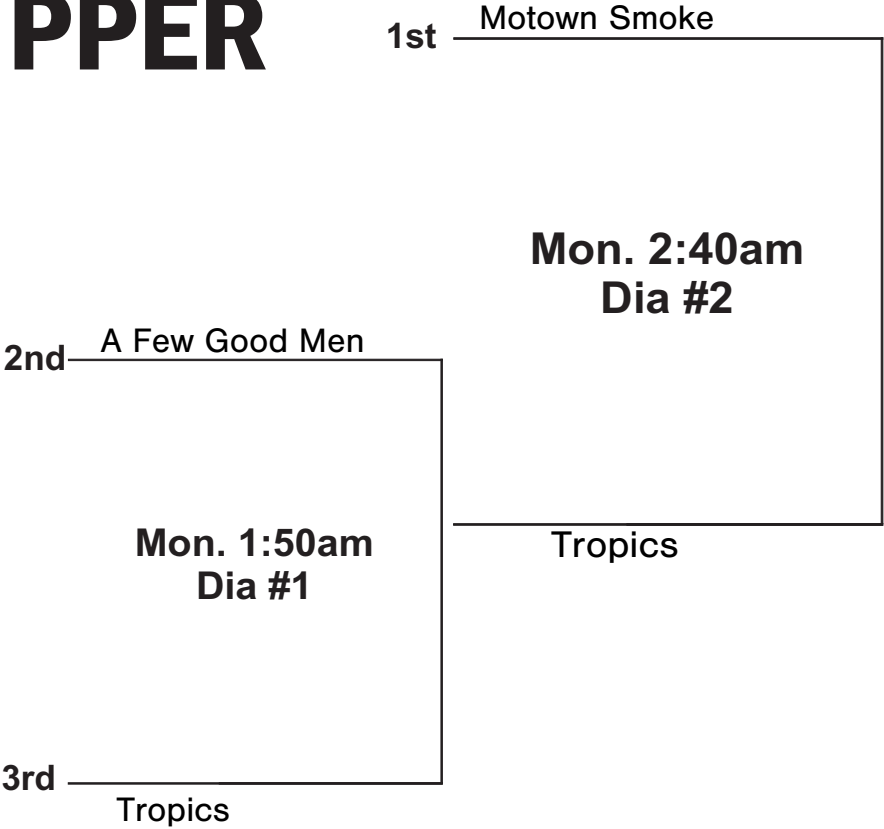 PPER
1st Motown Smoke
Mon. 2:40am
Dia #2
2nd A Few Good Men
Mon. 1:50am
Dia #1
Tropics
3rd
Tropics